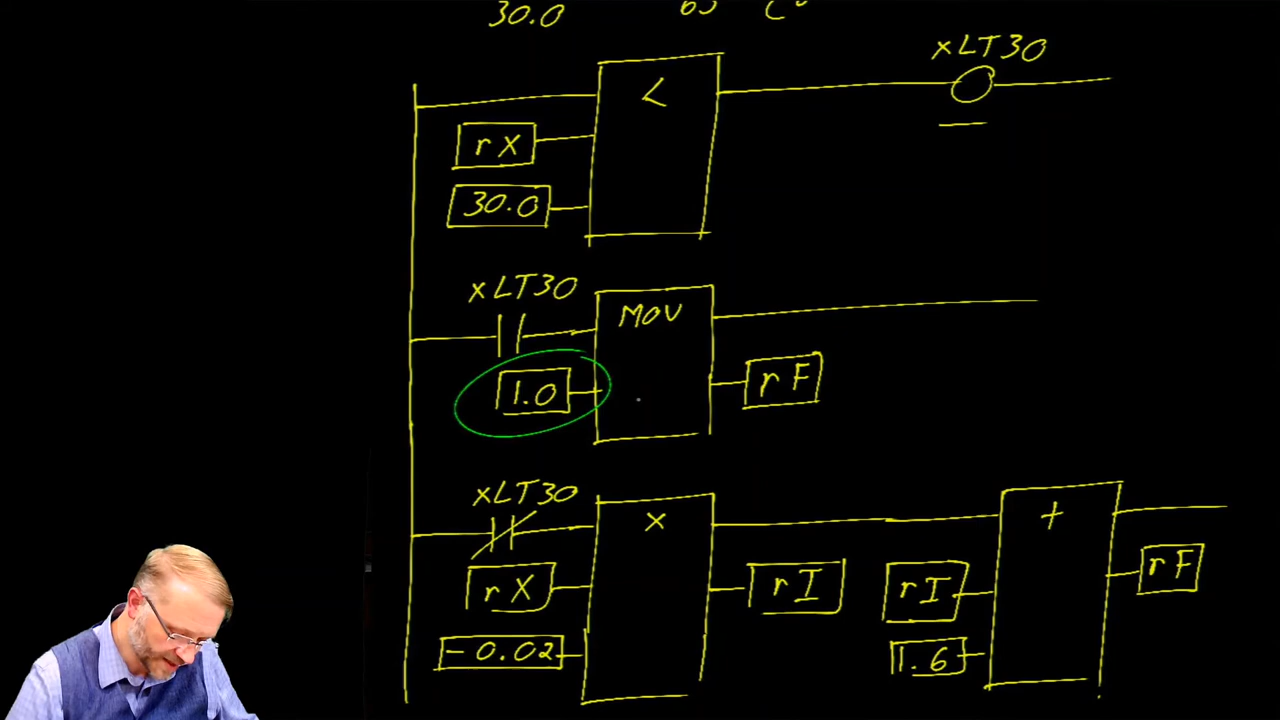 30.0
xLT30
<
rX
30.0
xLT30
MOV
1.0
rF
xLT30
x
+
rX
rI
rI
rF
-0.02
1.6